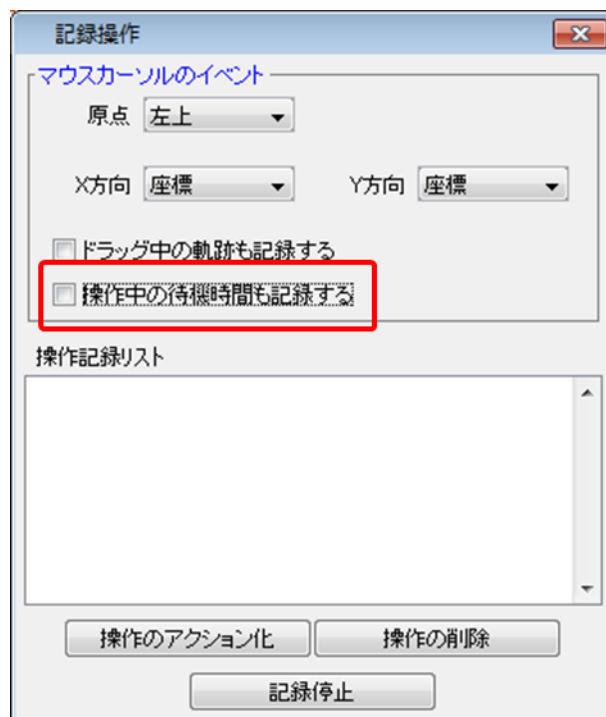 記録操作
マウスカーソルのイベント
原点 左上
X方向 座標 Y方向 座標
ドラッグ中の軌跡も記録する
操作中の待機時間も記録する
操作記録リスト
操作のアクション化 操作の削除
記録停止